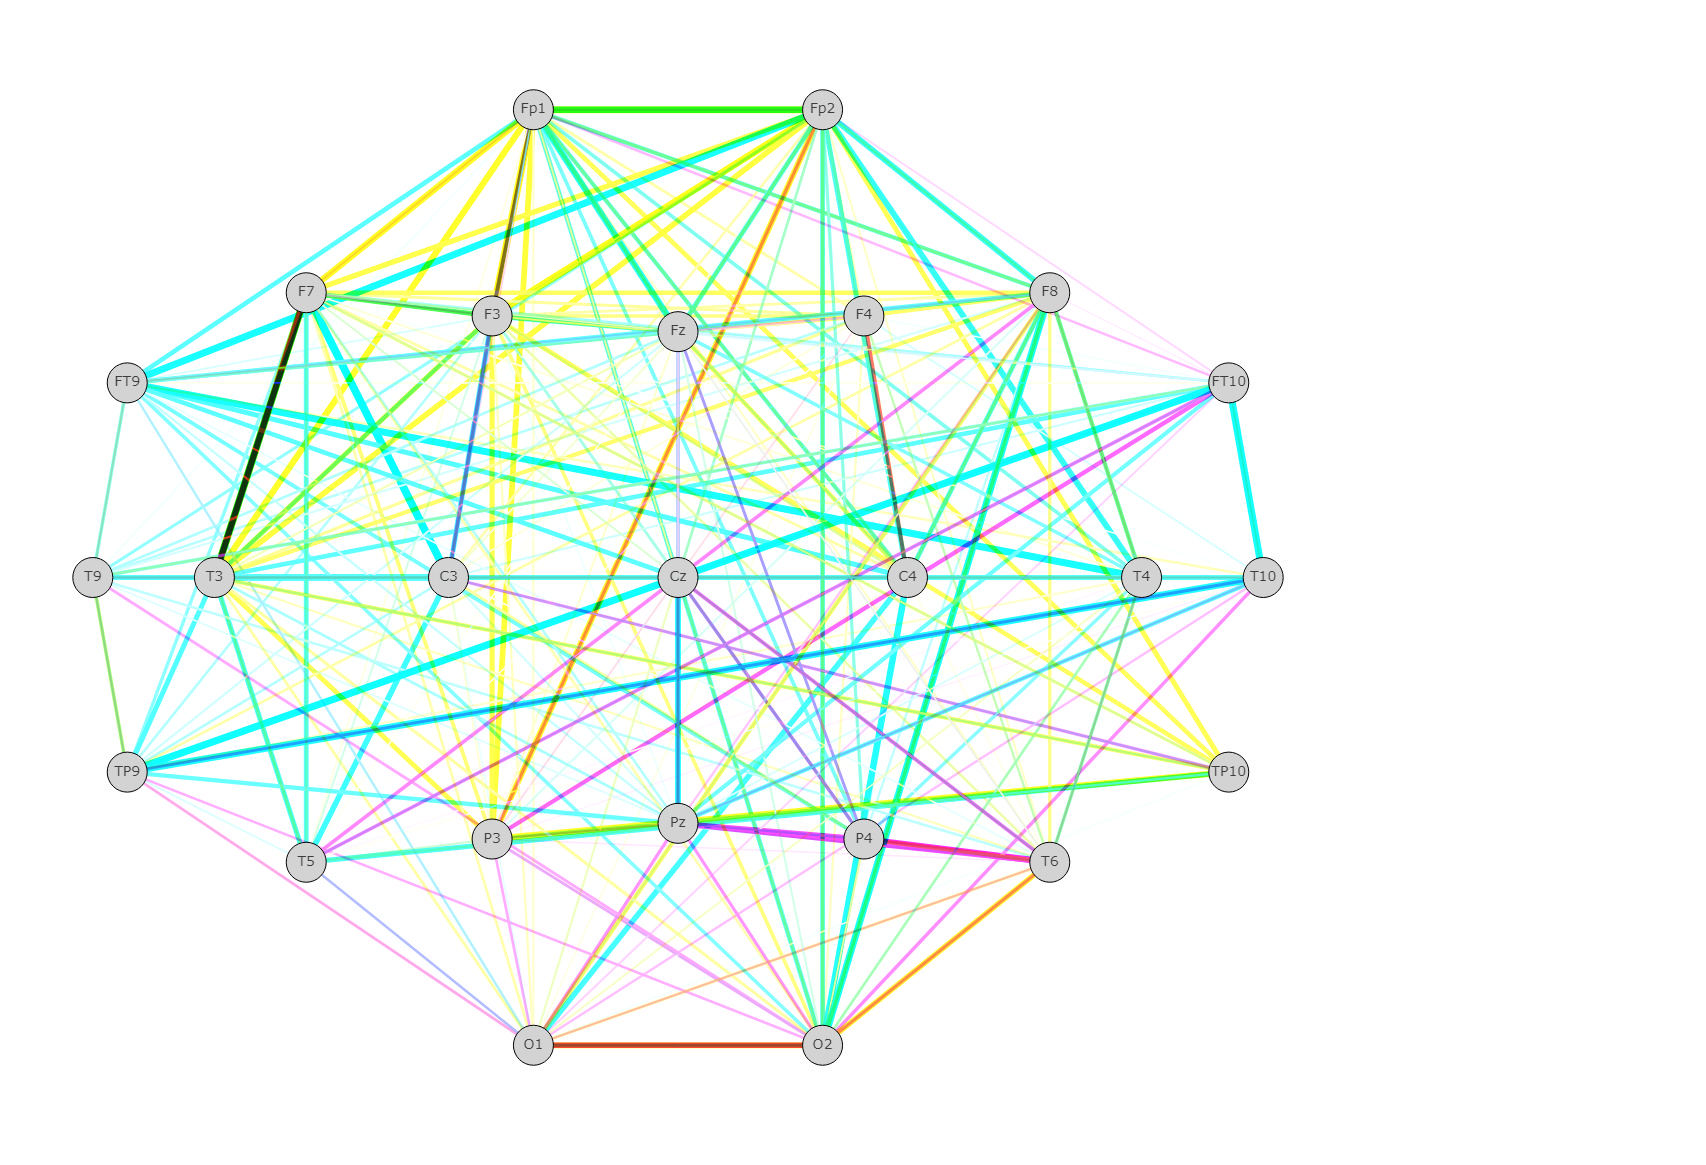 Fp1 Fp2
F7 F3 Fz F4 F8
FT9 FT10
T9 T3 C3 Cz C4 T4 T10
TP9 TP10
T5 P3 Pz P4 T6
O1 O2